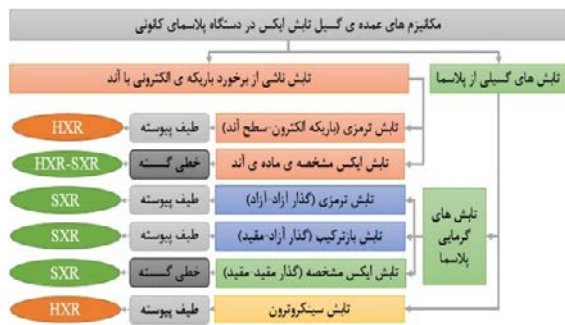 مکانیزم های عمده ی گسیل تابش ایکس در دستگاه پلاسمای کانونی
تابش ناشی از برخورد باریکه ی الکترونی با آند
تابش های گسیلی از پلاسما
تابش ترمزی (باریکه الکترون-سطح آند)
طیف پیوسته
HXR
تابش ایکس مشخصه ی ماده ی آند
خطی گسسته
HXR-SXR
تابش های
گرمایی
پلاسما
تابش ترمزی (گذار آزاد-آزاد)
طیف پیوسته
SXR
تابش بازترکیب (گذار آزاد-مقید)
طیف پیوسته
SXR
تابش ایکس مشخصه (گذار مقید-مقید)
خطی گسسته
SXR
تابش سینکروترون
طیف پیوسته
HXR